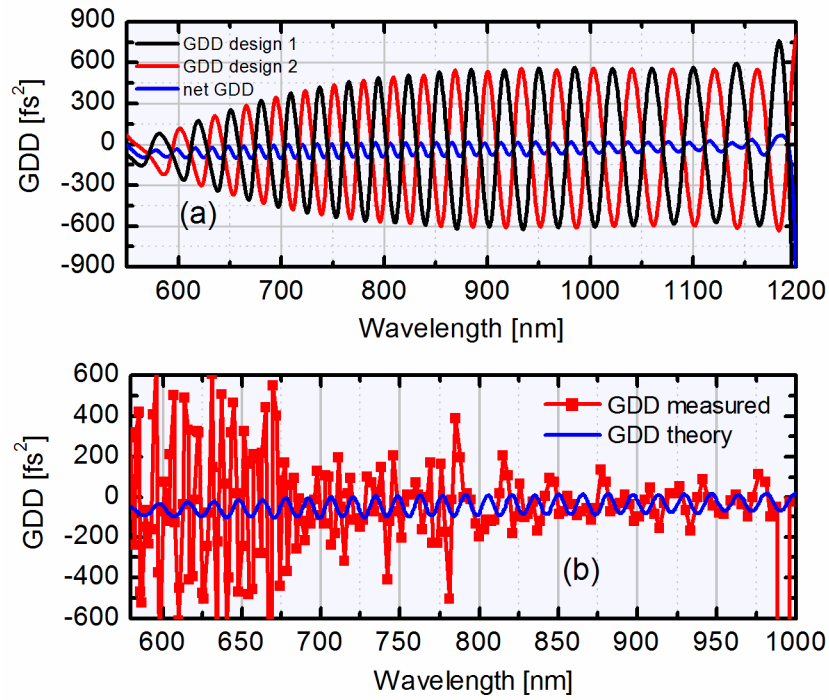 900
600
300
0
-300
-600
-900
GDD [fs²]
GDD design 1
GDD design 2
net GDD
(a)
600 700 800 900 1000 1100 1200
Wavelength [nm]
600
400
200
0
-200
-400
-600
GDD [fs²]
GDD measured
GDD theory
(b)
600 650 700 750 800 850 900 950 1000
Wavelength [nm]